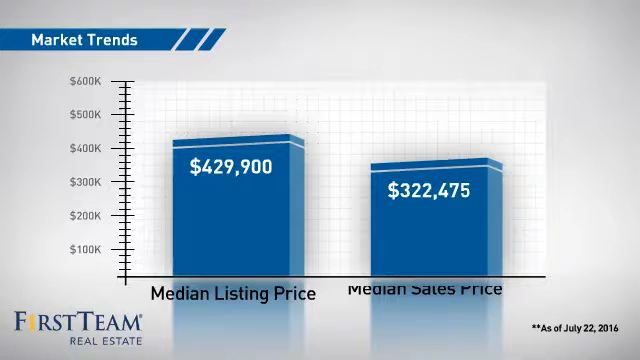 Market Trends
$600K
$500K
$400K
$300K
$200K
$100K
$429,900
$322,475
Median Listing Price
Median Sales Price
FIRSTTEAM®
REAL ESTATE
**As of July 22, 2016